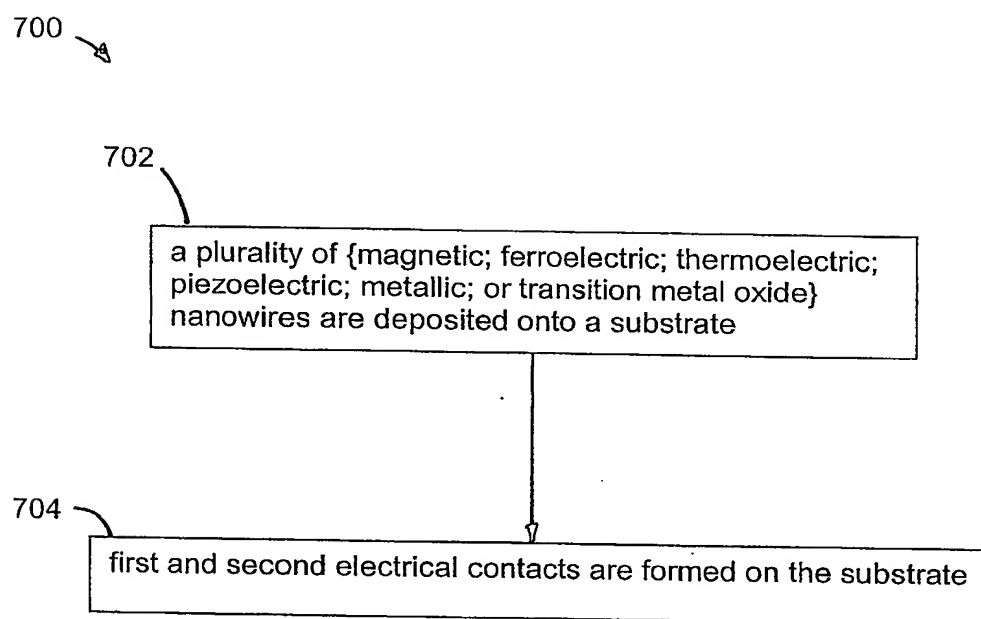 700
702
a plurality of {magnetic; ferroelectric; thermoelectric;
piezoelectric; metallic; or transition metal oxide}
nanowires are deposited onto a substrate
704
first and second electrical contacts are formed on the substrate